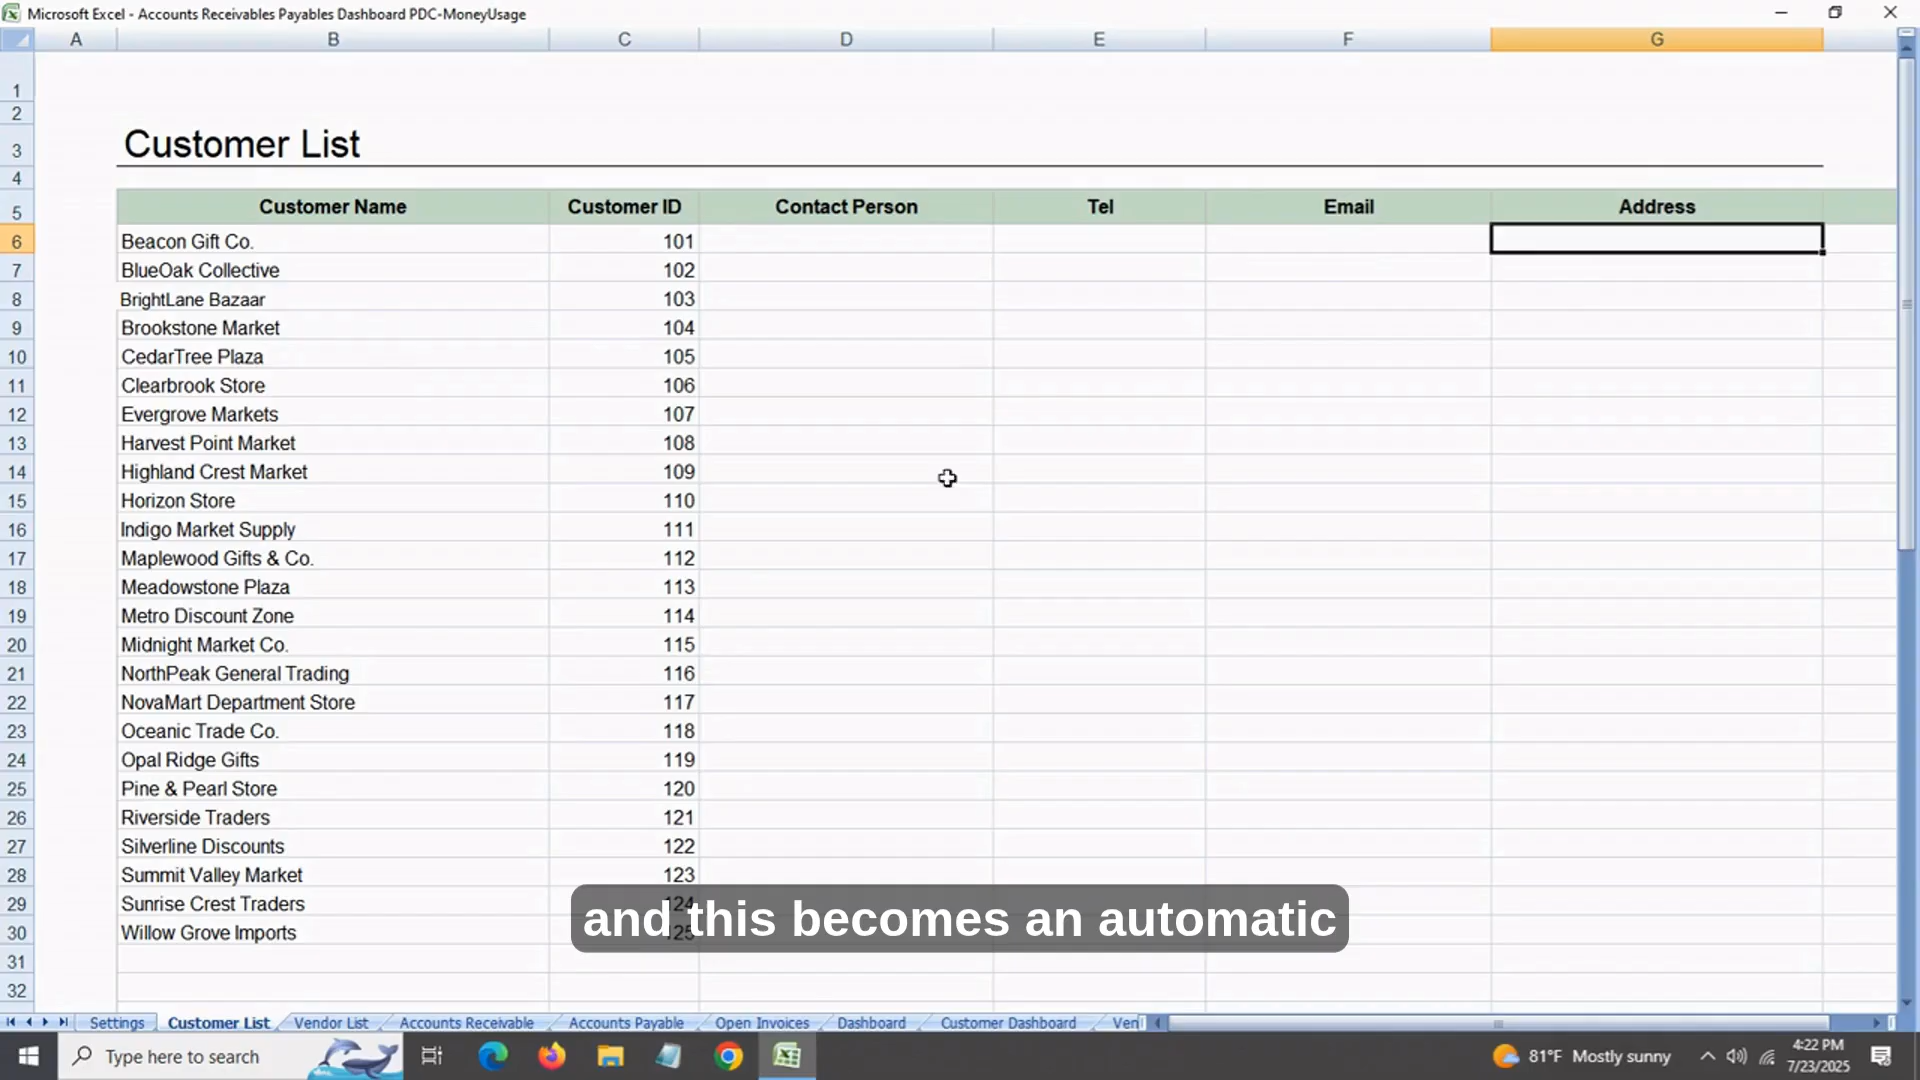 Microsoft Excel - Accounts Receivables Payables Dashboard PDC-MoneyUsage
A B C D E F G
1
2
3 Customer List
4
5 Customer Name Customer ID Contact Person Tel Email Address
6 Beacon Gift Co. 101
7 BlueOak Collective 102
8 BrightLane Bazaar 103
9 Brookstone Market 104
10 CedarTree Plaza 105
11 Clearbrook Store 106
12 Evergrove Markets 107
13 Harvest Point Market 108
14 Highland Crest Market 109
15 Horizon Store 110
16 Indigo Market Supply 111
17 Maplewood Gifts & Co. 112
18 Meadowstone Plaza 113
19 Metro Discount Zone 114
20 Midnight Market Co. 115
21 NorthPeak General Trading 116
22 NovaMart Department Store 117
23 Oceanic Trade Co. 118
24 Opal Ridge Gifts 119
25 Pine & Pearl Store 120
26 Riverside Traders 121
27 Silverline Discounts 122
28 Summit Valley Market 123
29 Sunrise Crest Traders 124
and this becomes an automatic
30 Willow Grove Imports 125
31
32
Settings Customer List Vendor List Accounts Receivable Accounts Payable Open Invoices Dashboard Customer Dashboard Ven
Type here to search 81°F Mostly sunny 4:22 PM
7/23/2025